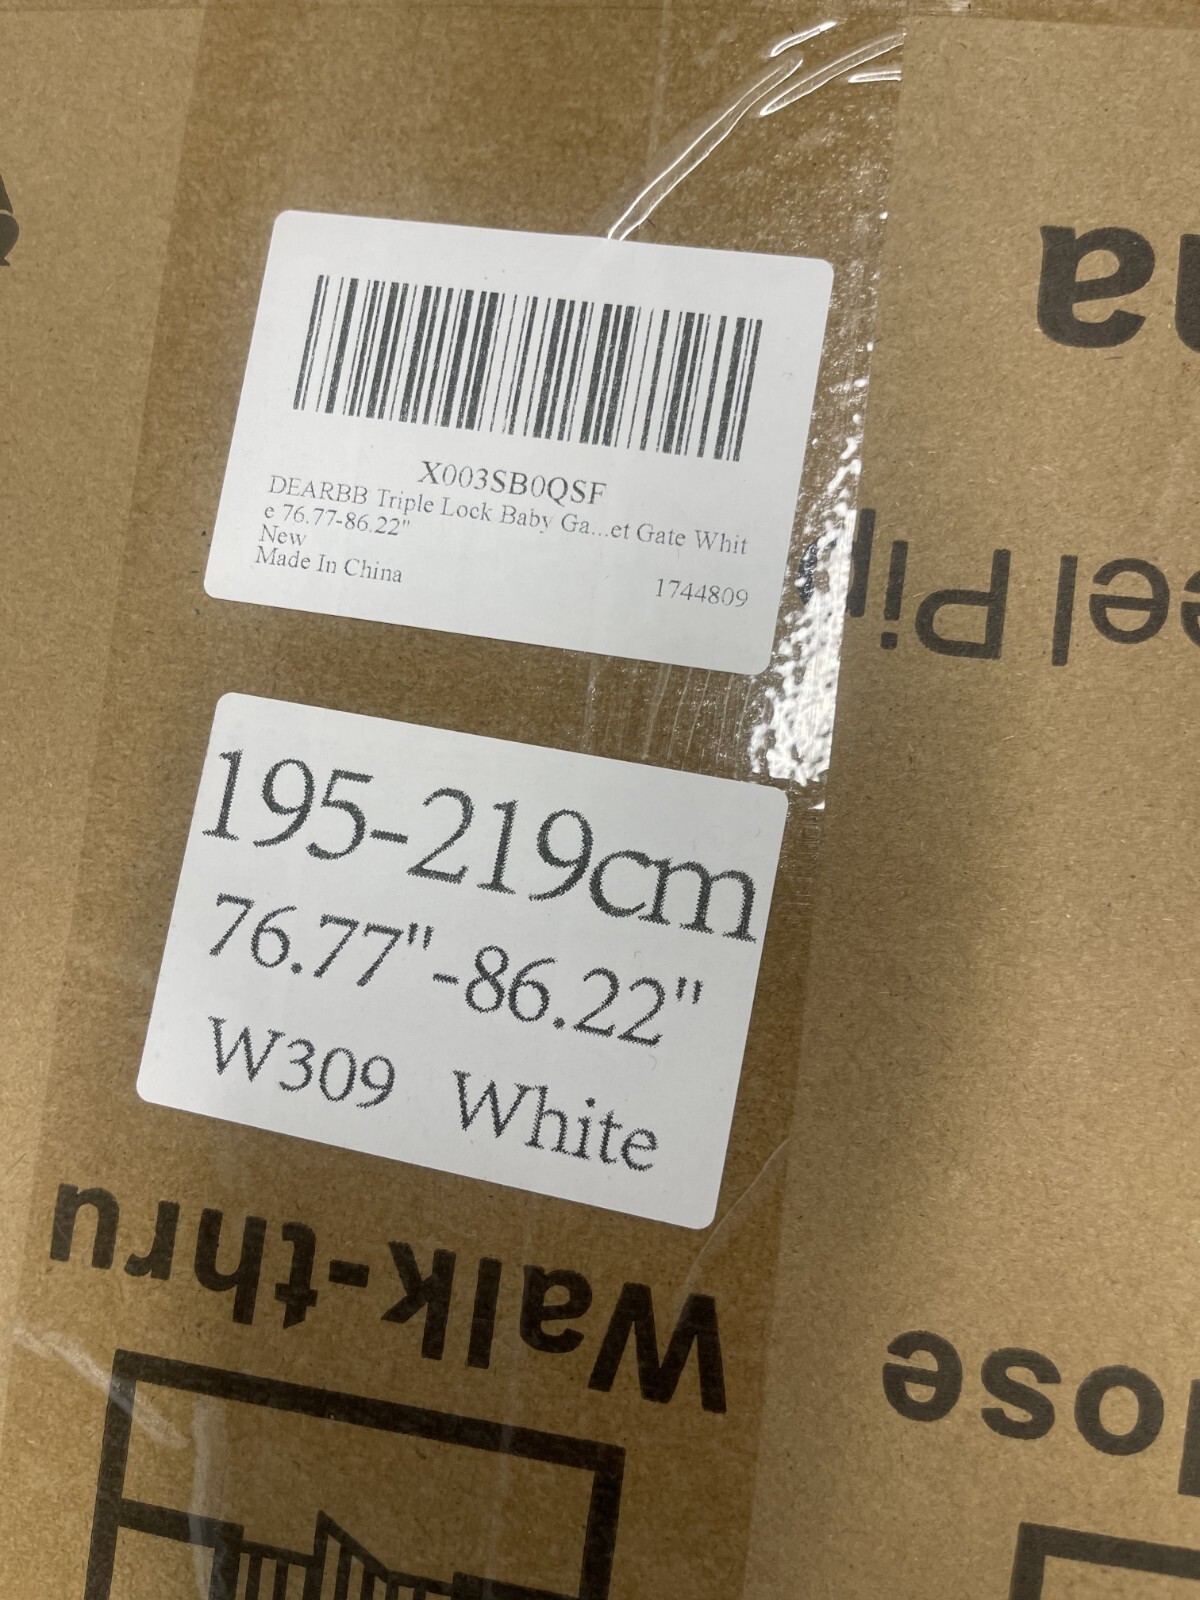 X003SB0QSF
DEARBB Triple Lock Baby Ga...et Gate Whit
e 76.77-86.22"
New
Made In China
1744809
195-219cm
76.77"-86.22"
W309 White
Walk-thru